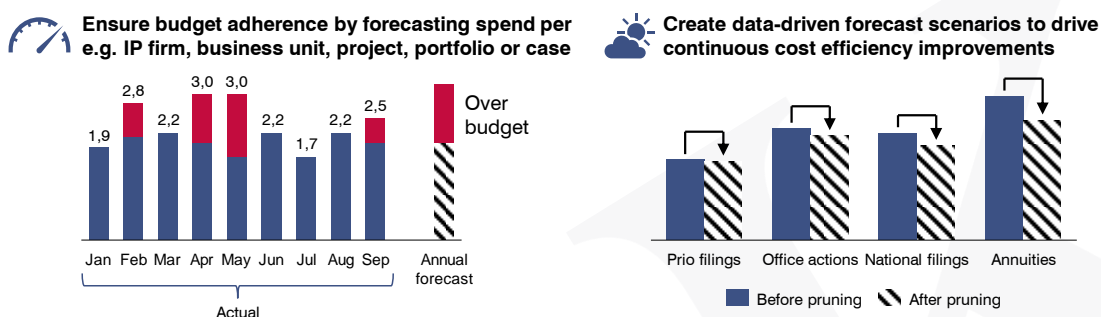 Ensure budget adherence by forecasting spend per
e.g. IP firm, business unit, project, portfolio or case
1,9
2,8
2,2
3,0
3,0
2,2
1,7
2,2
2,5
Over
budget
Jan Feb Mar Apr May Jun Jul Aug Sep
Annual
forecast
Actual
Create data-driven forecast scenarios to drive
continuous cost efficiency improvements
Prio filings Office actions National filings Annuities
Before pruning After pruning